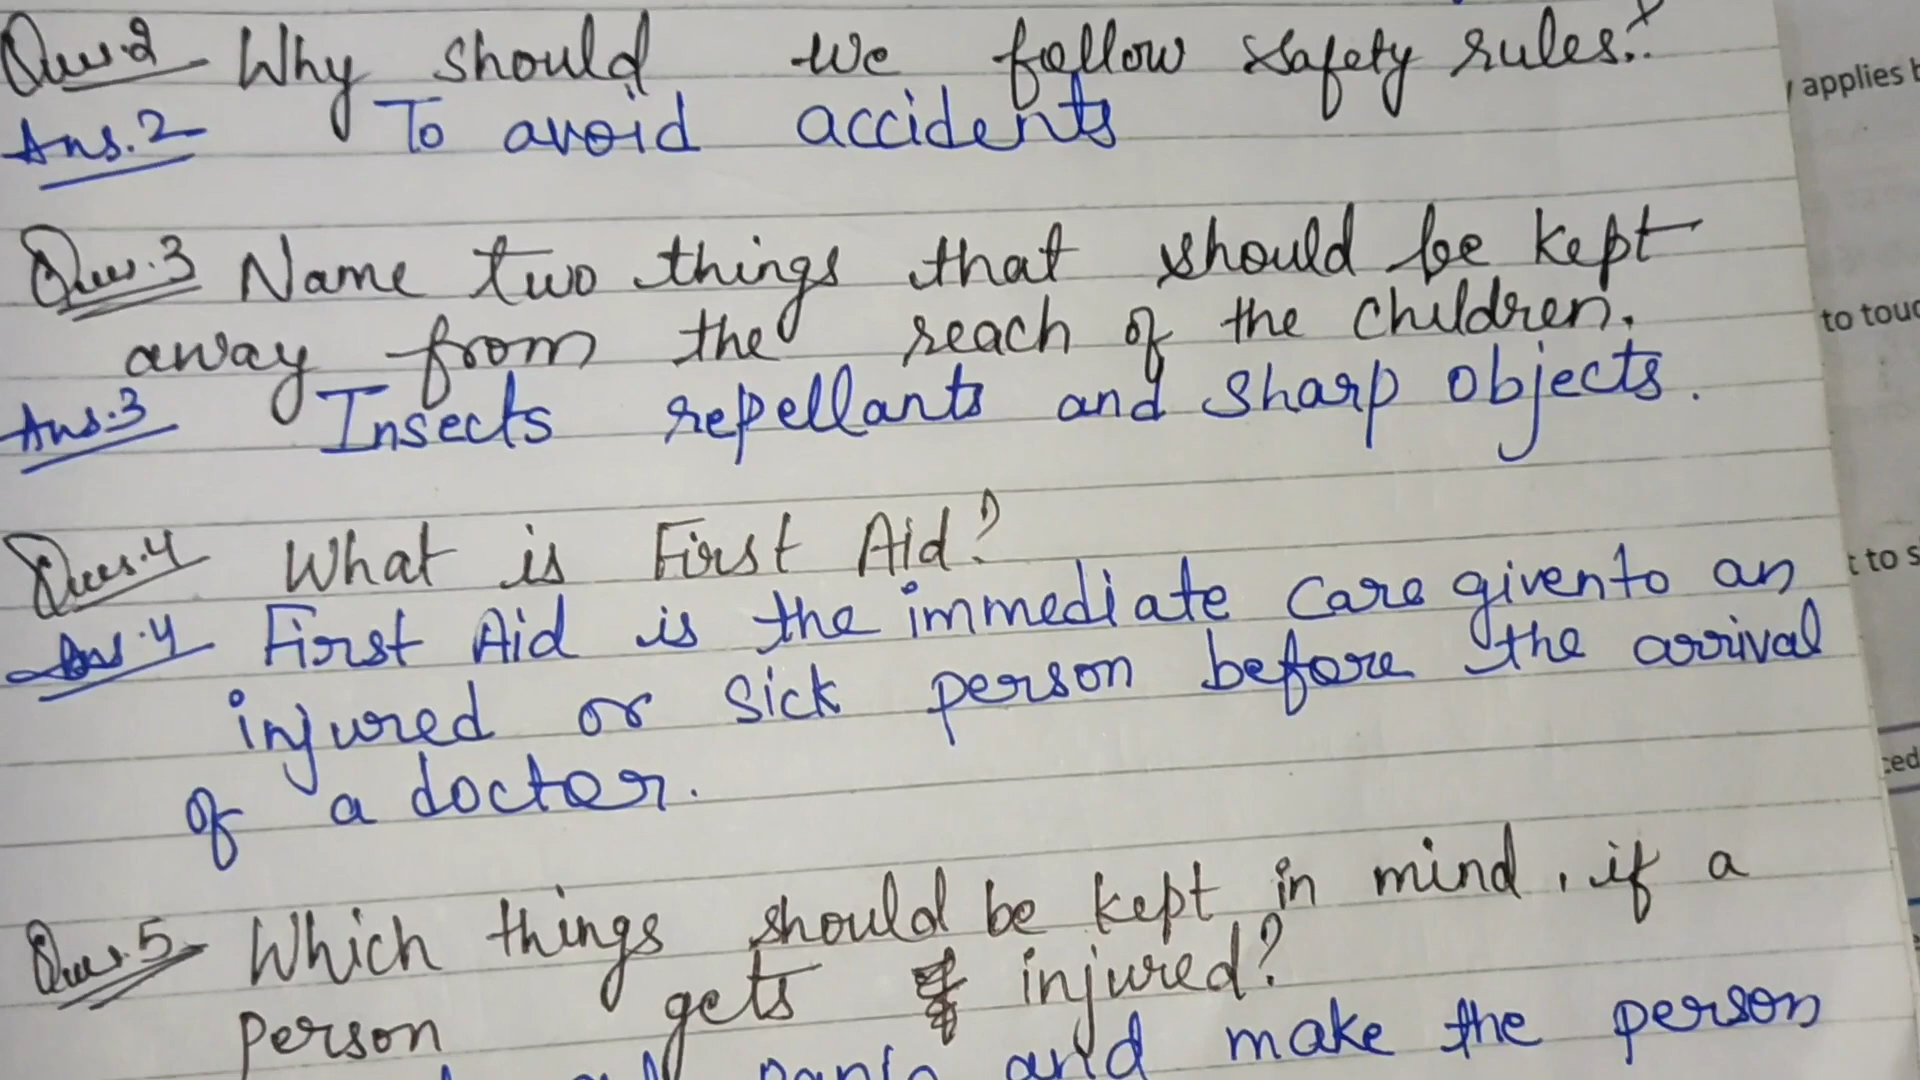 Ques.2 Why should we follow safety rules.?
Ans.2 To avoid accidents
Ques.3 Name two things that should be kept
away from the reach of the children.
Ans.3 Insects repellants and sharp objects.
Ques.4 What is First Aid?
Ans.4 First Aid is the immediate care given to an
injured or sick person before the arrival
of a doctor.
Ques.5 Which things should be kept in mind, if a
person gets injured?
and make the person
applies
to touc
to s
ced